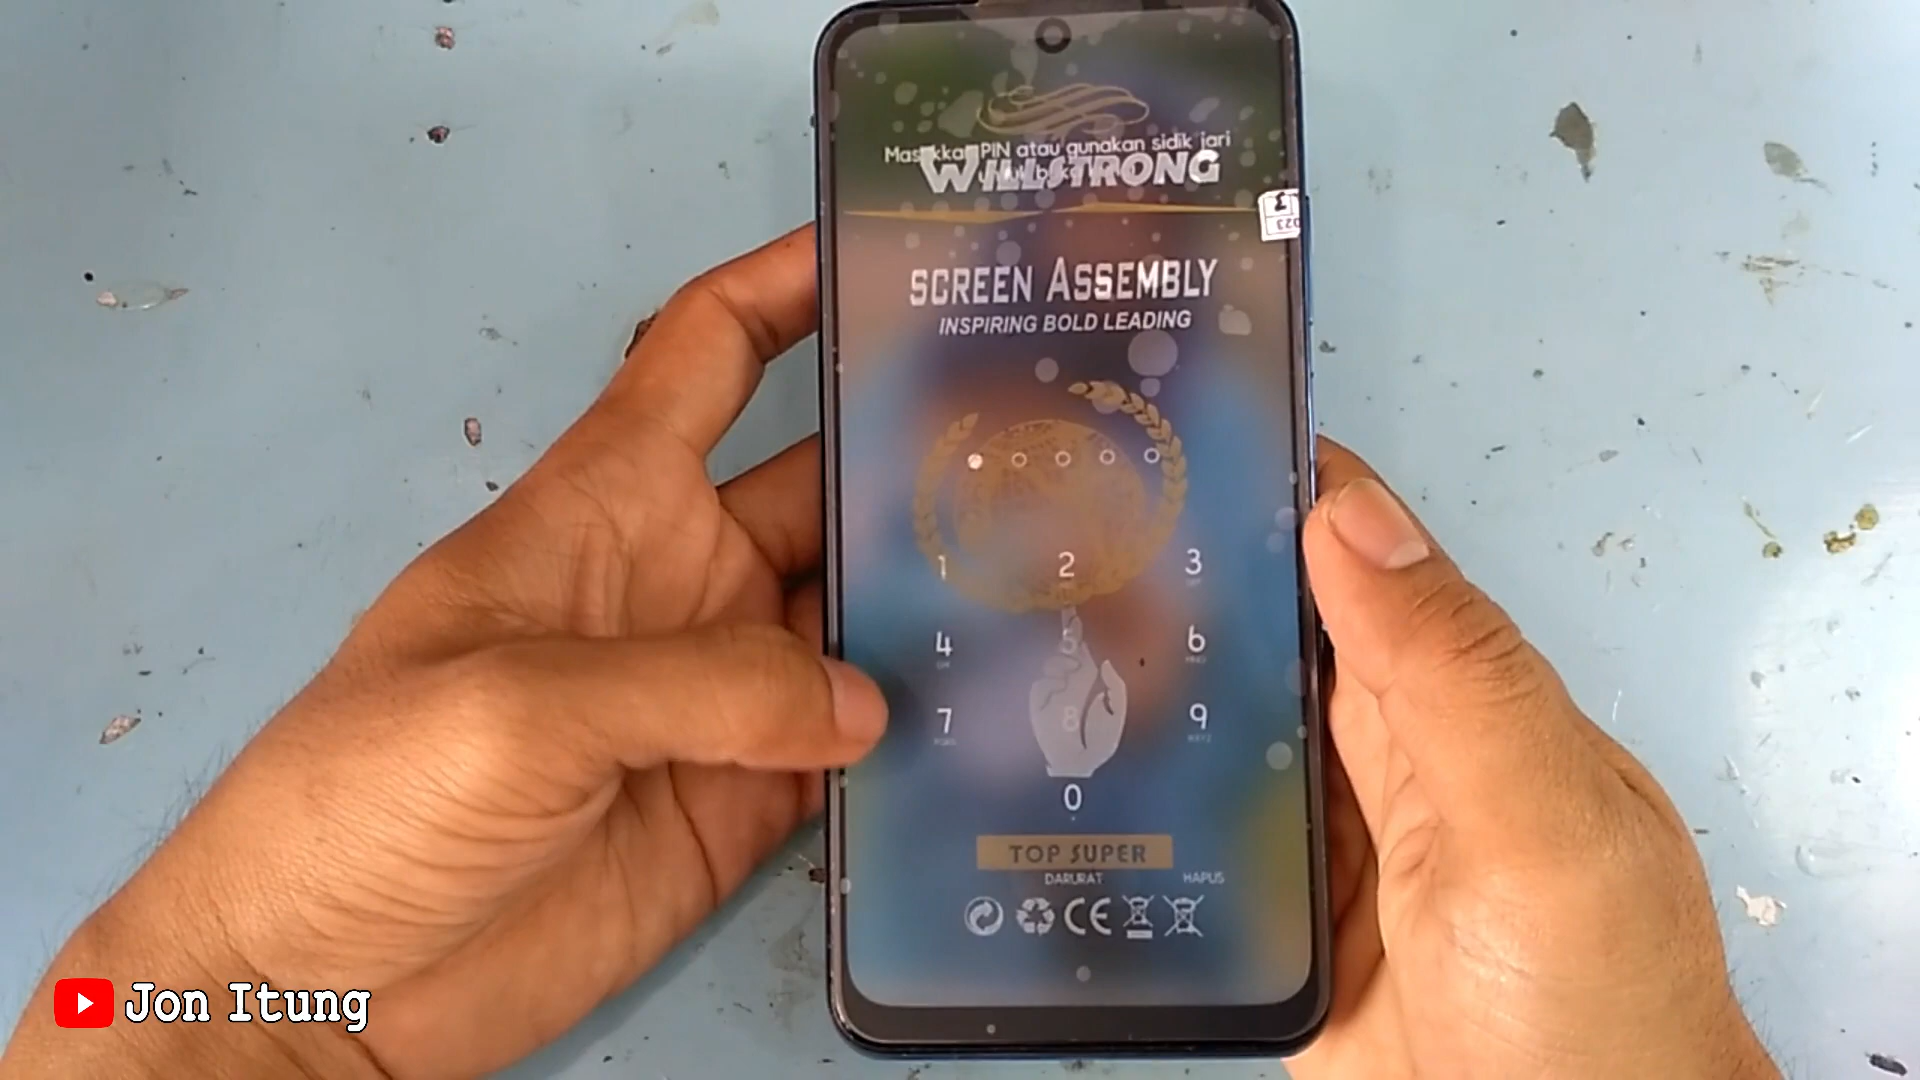 Masukkan PIN atau gunakan sidik jari
WILLSTRONG
SCREEN ASSEMBLY
INSPIRING BOLD LEADING
1 2 3
4 5 6
MNO
7 8 9
0
TOP SUPER
DARURAT HAPUS
CE
Jon Itung